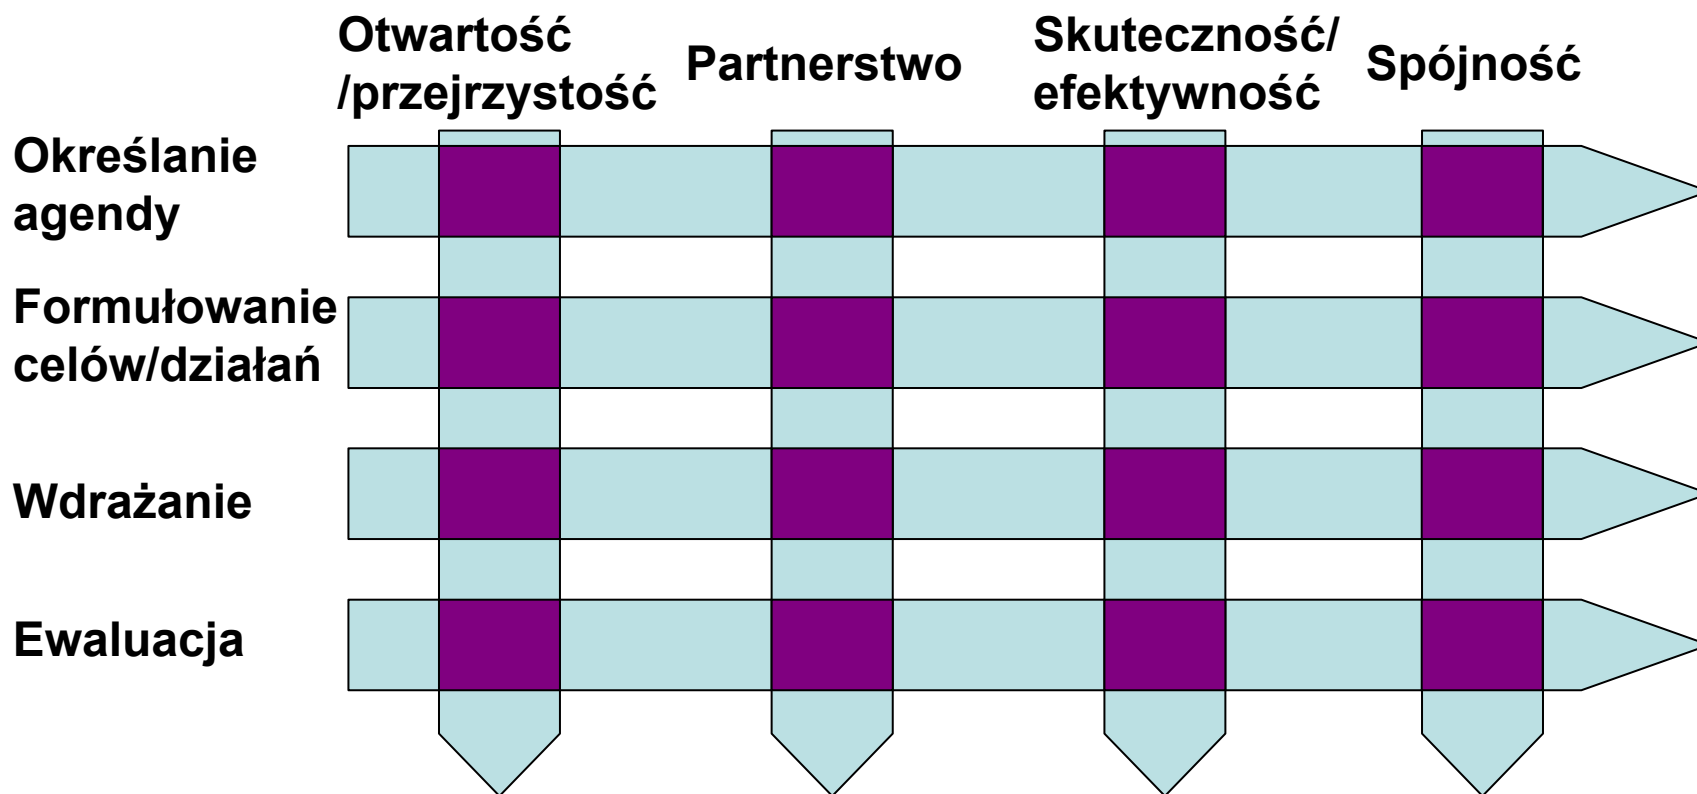 Otwartość
/przejrzystość
Partnerstwo
Skuteczność/
efektywność
Spójność
Określanie
agendy
Formułowanie
celów/działań
Wdrażanie
Ewaluacja